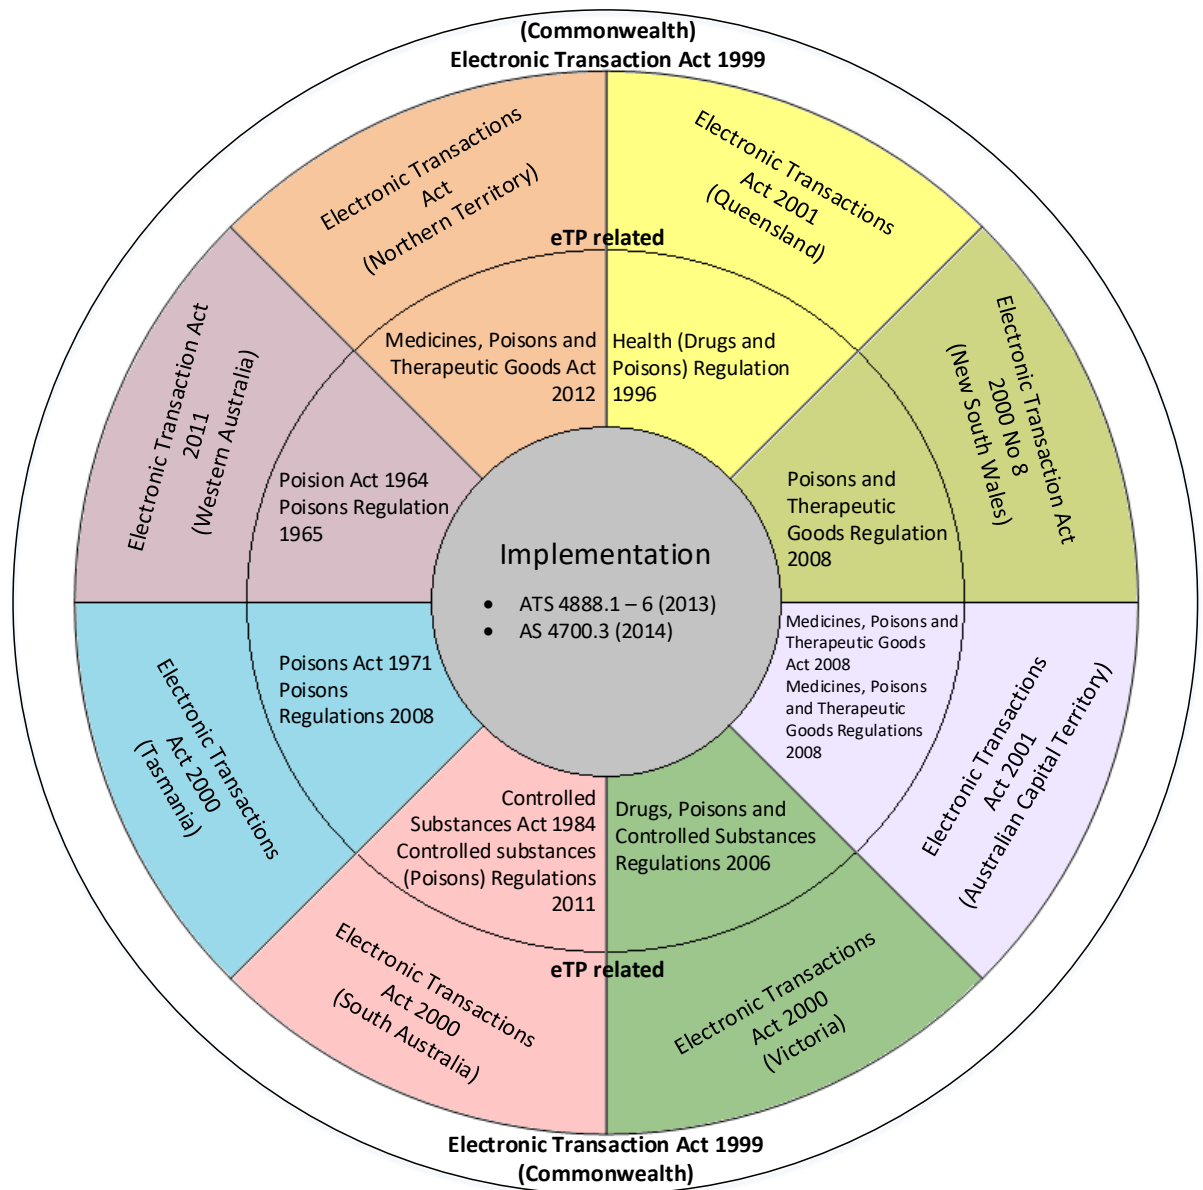 (Commonwealth)
Electronic Transaction Act 1999
Electronic Transactions
Act
(Northern Territory)
Electronic Transactions
Act 2001
(Queensland)
eTP related
Electronic Transaction Act
2011
(Western Australia)
Electronic Transaction Act
2000 No 8
(New South Wales)
Medicines, Poisons and
Therapeutic Goods Act
2012
Health (Drugs and
Poisons) Regulation
1996
Poision Act 1964
Poisons Regulation
1965
Poisons and
Therapeutic
Goods Regulation
2008
Implementation
• ATS 4888.1 – 6 (2013)
• AS 4700.3 (2014)
Poisons Act 1971
Poisons
Regulations 2008
Medicines, Poisons and
Therapeutic Goods
Act 2008
Medicines, Poisons
and Therapeutic
Goods Regulations
2008
Electronic Transactions
Act 2000
(Tasmania)
Electronic Transactions
Act 2001
(Australian Capital Territory)
Controlled
Substances Act 1984
Controlled substances
(Poisons) Regulations
2011
Drugs, Poisons and
Controlled Substances
Regulations 2006
eTP related
Electronic Transactions
Act 2000
(South Australia)
Electronic Transactions
Act 2000
(Victoria)
Electronic Transaction Act 1999
(Commonwealth)